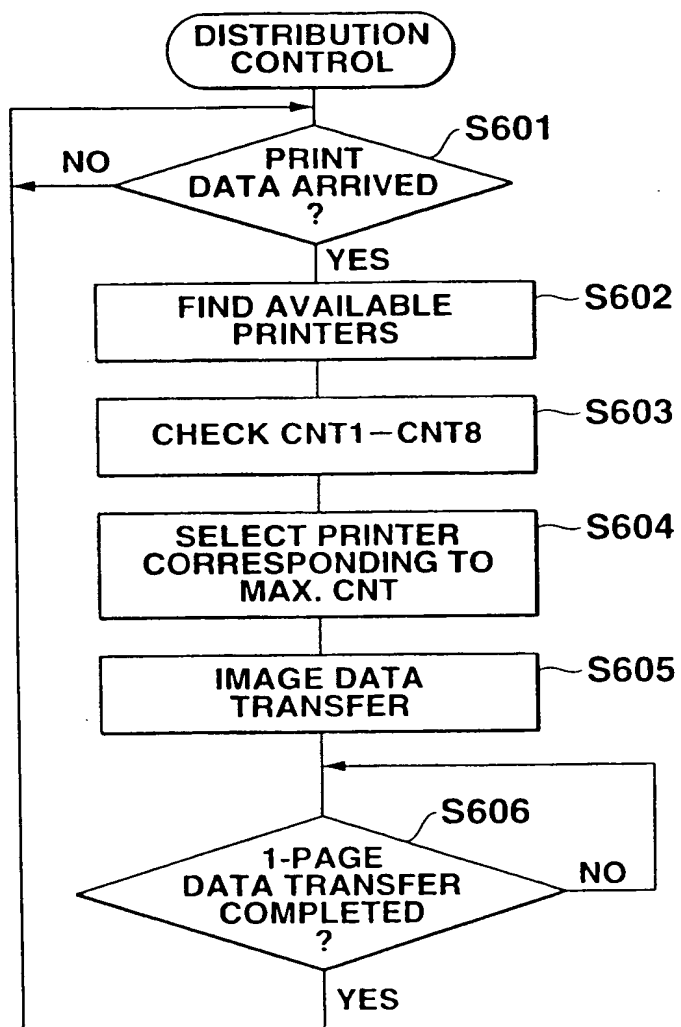 DISTRIBUTION
CONTROL
S601
NO
PRINT
DATA ARRIVED
?
YES
S602
FIND AVAILABLE
PRINTERS
S603
CHECK CNT1–CNT8
S604
SELECT PRINTER
CORRESPONDING TO
MAX. CNT
S605
IMAGE DATA
TRANSFER
S606
1-PAGE
DATA TRANSFER
COMPLETED
?
NO
YES